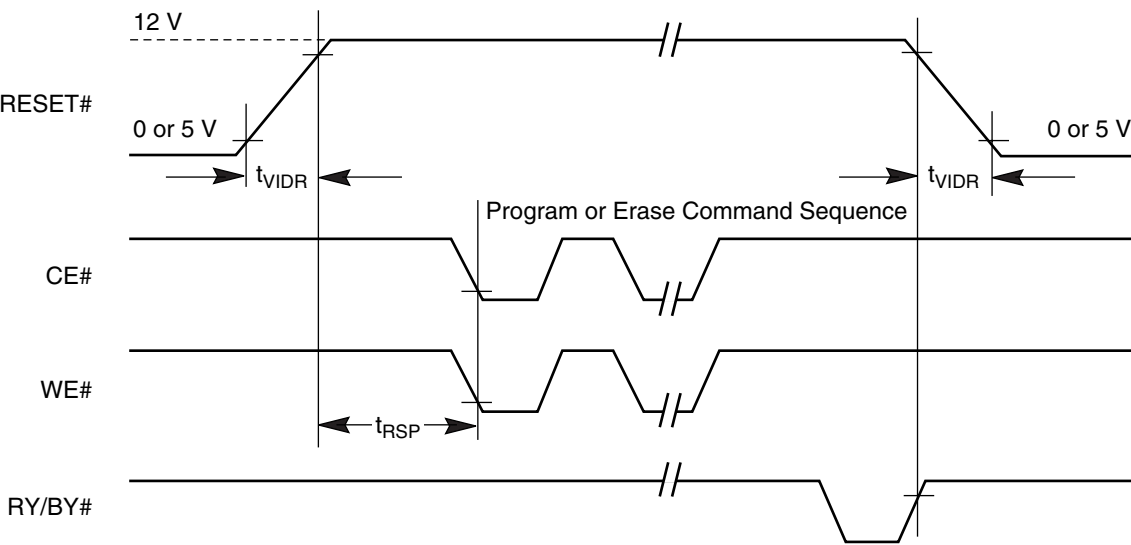 12 V
RESET#
0 or 5 V
0 or 5 V
tVIDR
tVIDR
Program or Erase Command Sequence
CE#
WE#
tRSP
RY/BY#